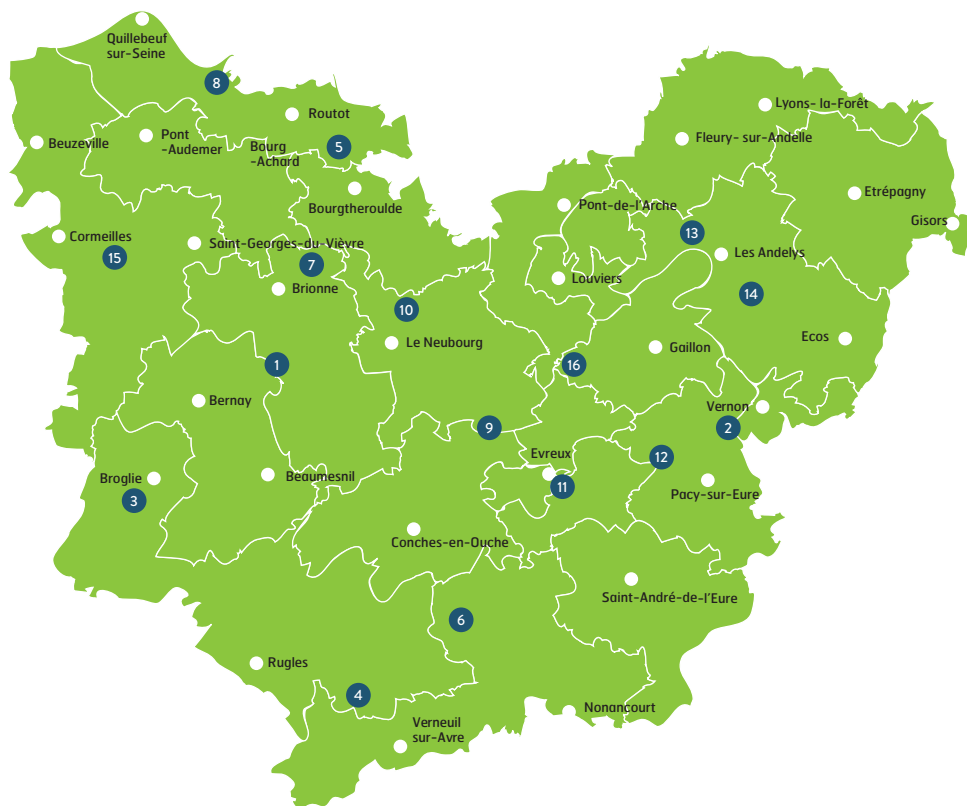 Quillebeuf
sur-Seine
8
Routot
Lyons- la-Forêt
Beuzeville
Pont
-Audemer
Bourg
-Achard
5
Fleury- sur-Andelle
Bourgtheroulde
Pont-de-l'Arche
Etrépagny
Gisors
Cormeilles
15
Saint-Georges-du-Vièvre
7
Brionne
13
Les Andelys
Louviers
14
10
Le Neubourg
Gaillon
Ecos
1
16
Bernay
Vernon
2
9
Evreux
12
Broglie
3
Beaumesnil
11
Pacy-sur-Eure
Conches-en-Ouche
Saint-André-de-l'Eure
6
Rugles
4
Nonancourt
Verneuil
sur-Avre